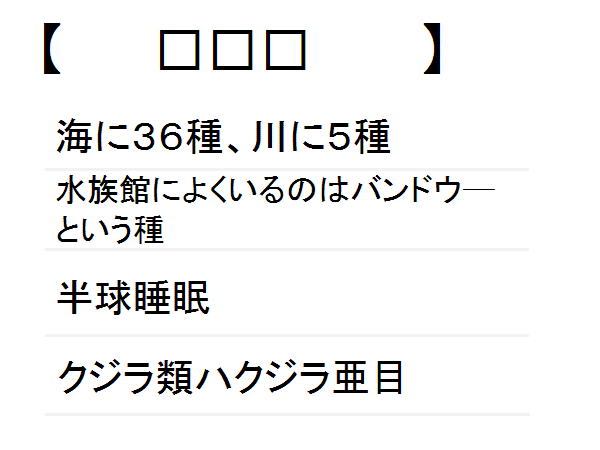 【　　□□□　　】
海に３６種、川に５種
水族館によくいるのはバンドウ―
という種
半球睡眠
クジラ類ハクジラ亜目